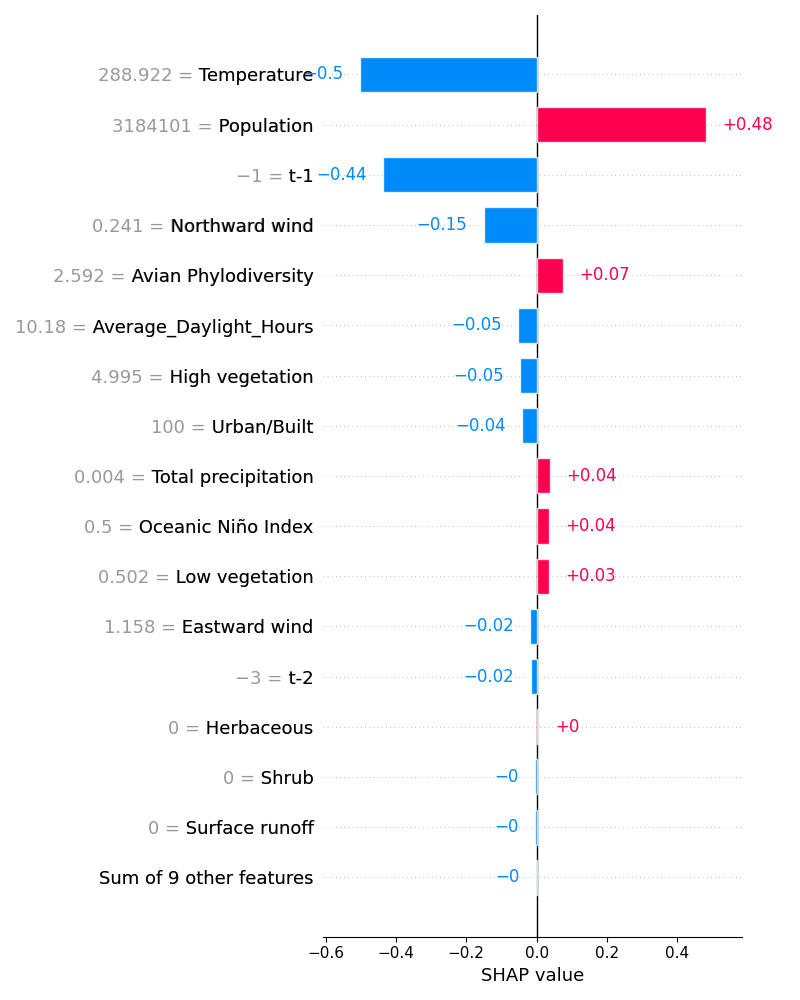 288.922 = Temperature −0.5
3184101 = Population +0.48
−1 = t-1 −0.44
0.241 = Northward wind −0.15
2.592 = Avian Phylodiversity +0.07
10.18 = Average_Daylight_Hours −0.05
4.995 = High vegetation −0.05
100 = Urban/Built −0.04
0.004 = Total precipitation +0.04
0.5 = Oceanic Niño Index +0.04
0.502 = Low vegetation +0.03
1.158 = Eastward wind −0.02
−3 = t-2 −0.02
0 = Herbaceous +0
0 = Shrub −0
0 = Surface runoff −0
Sum of 9 other features −0
−0.6 −0.4 −0.2 0.0 0.2 0.4
SHAP value